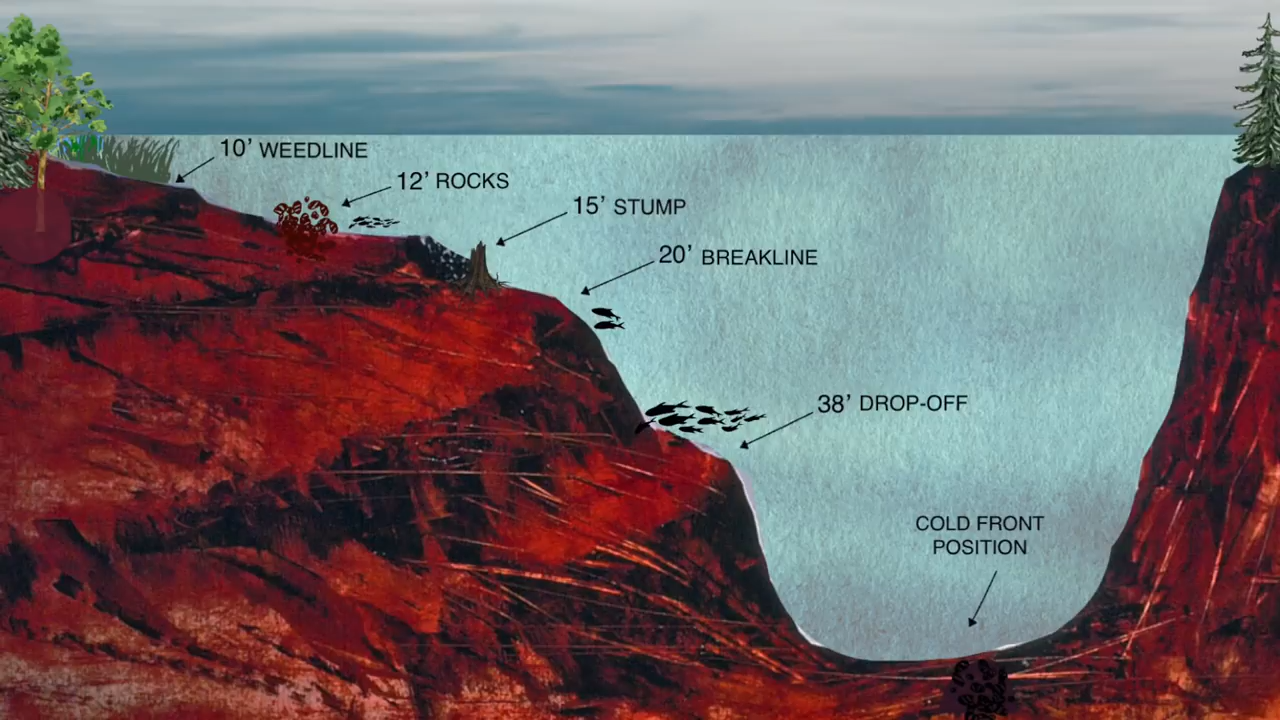 10’ WEEDLINE
12’ ROCKS
15’ STUMP
20’ BREAKLINE
38’ DROP-OFF
COLD FRONT
POSITION